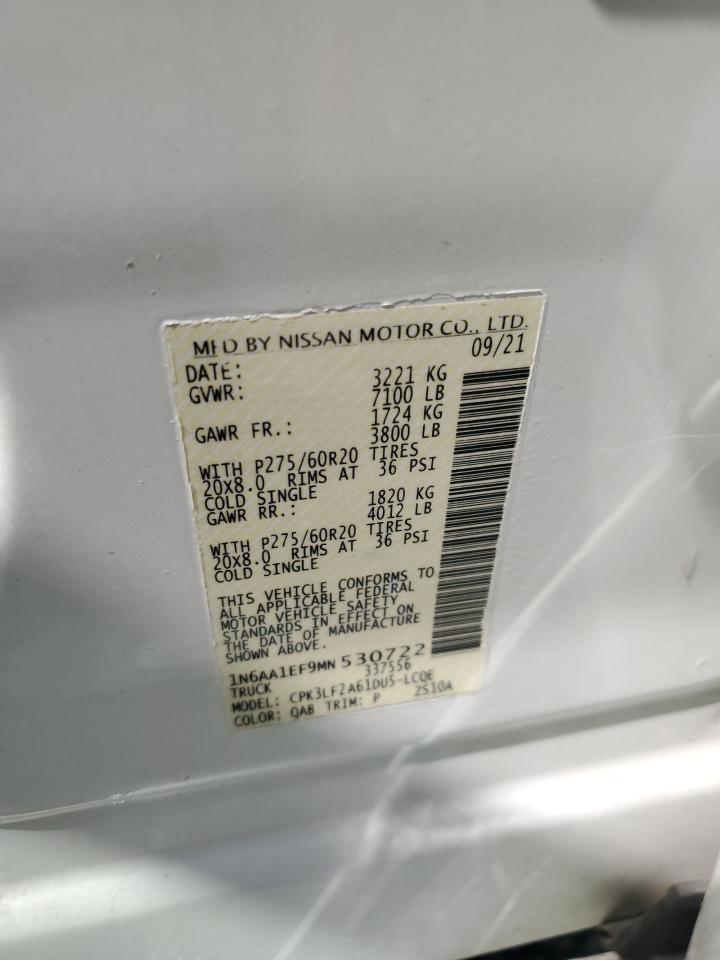 MFD BY NISSAN MOTOR CO., LTD.
DATE: 09/21
GVWR: 3221 KG
7100 LB
GAWR FR.: 1724 KG
3800 LB
WITH P275/60R20 TIRES
20X8.0 RIMS AT 36 PSI
COLD SINGLE
GAWR RR.: 1820 KG
4012 LB
WITH P275/60R20 TIRES
20X8.0 RIMS AT 36 PSI
COLD SINGLE
THIS VEHICLE CONFORMS TO
ALL APPLICABLE FEDERAL
MOTOR VEHICLE SAFETY
STANDARDS IN EFFECT ON
THE DATE OF MANUFACTURE
SHOWN ABOVE.
1N6AA1EF9MN530722
TRUCK 337556
MODEL: CPK3LF2A61DU5-LCQE
COLOR: QAB TRIM: P ZS10A